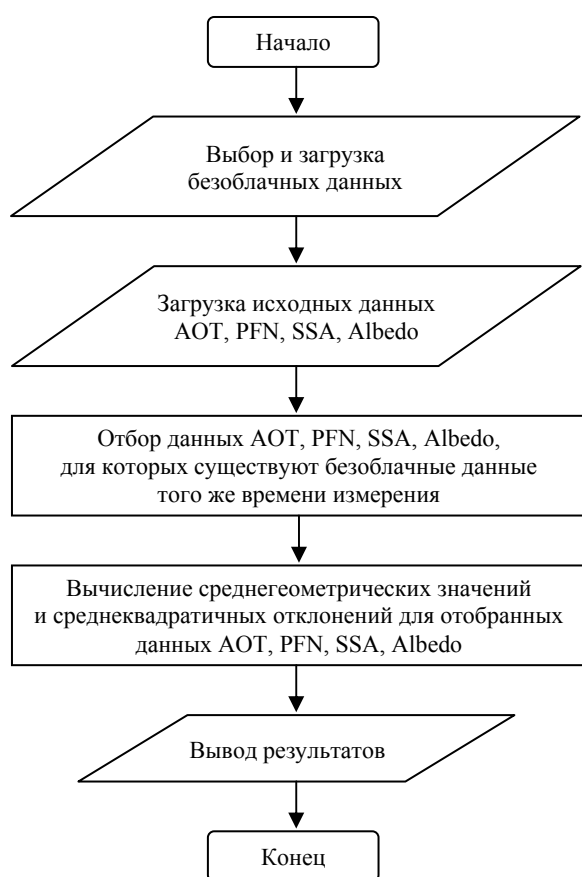 Начало
Выбор и загрузка
безоблачных данных
Загрузка исходных данных
AOT, PFN, SSA, Albedo
Отбор данных AOT, PFN, SSA, Albedo,
для которых существуют безоблачные данные
того же времени измерения
Вычисление среднегеометрических значений
и среднеквадратичных отклонений для отобранных
данных AOT, PFN, SSA, Albedo
Вывод результатов
Конец